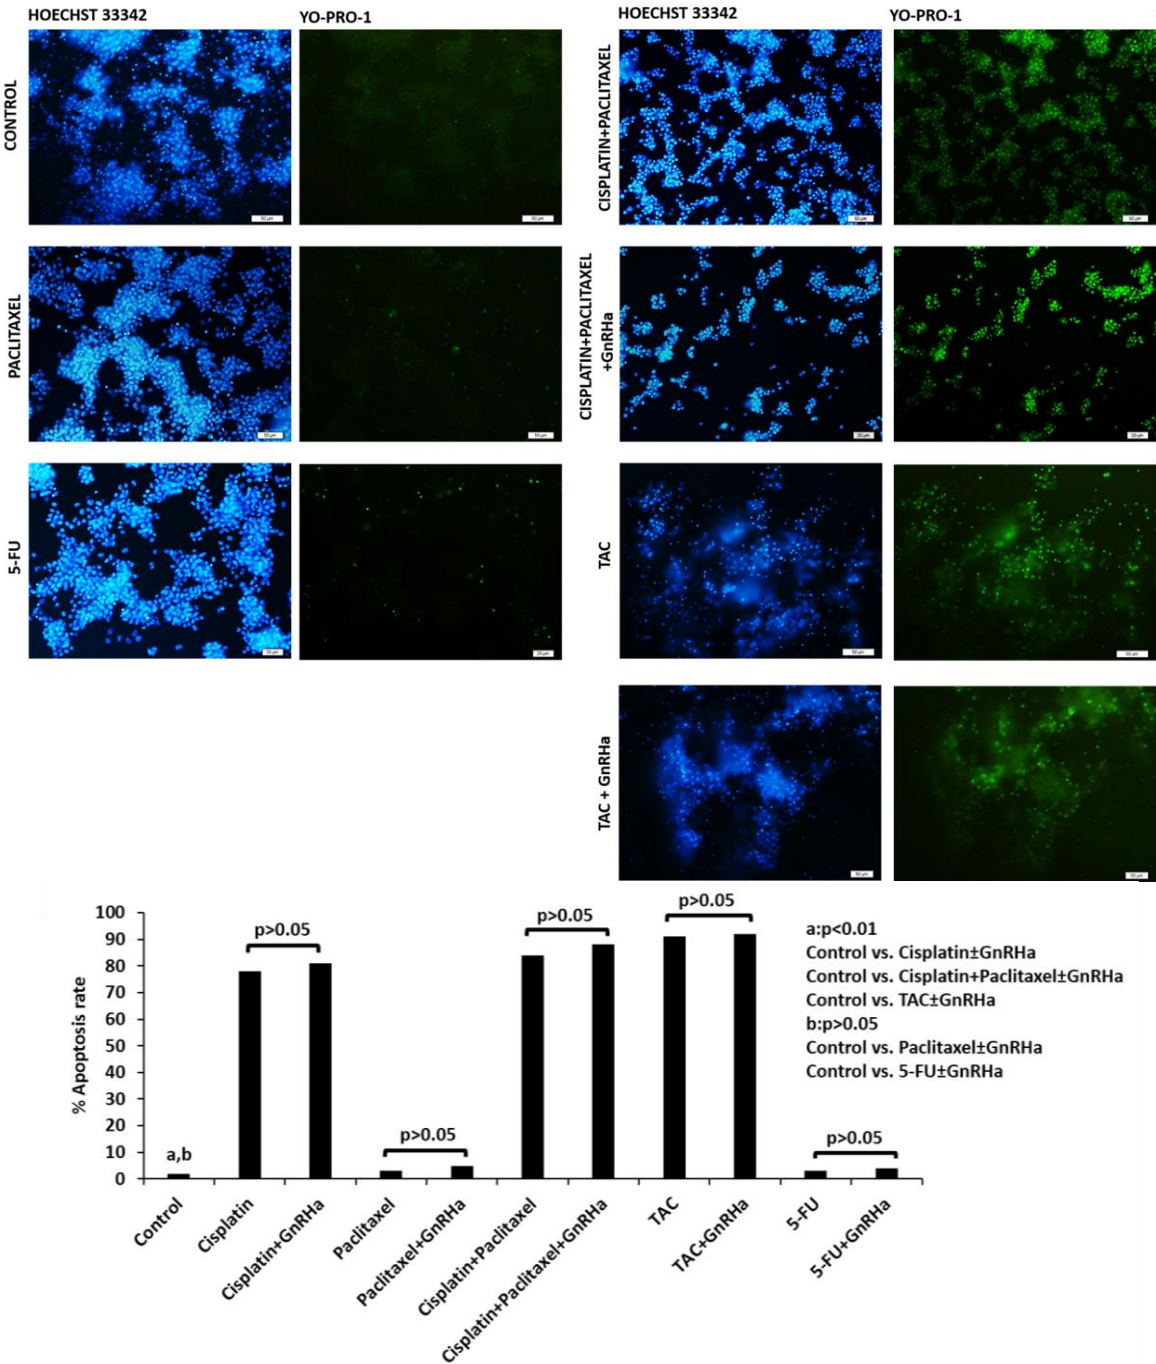 HOECHST 33342
YO-PRO-1
HOECHST 33342
YO-PRO-1
CONTROL
CISPLATIN+PACLITAXEL
PACLITAXEL
CISPLATIN+PACLITAXEL
+GnRHa
5-FU
TAC
TAC + GnRHa
100
90
80
70
60
50
40
30
20
10
0
% Apoptosis rate
a,b
p>0.05
p>0.05
p>0.05
p>0.05
p>0.05
Control
Cisplatin
Cisplatin+GnRHa
Paclitaxel
Paclitaxel+GnRHa
Cisplatin+Paclitaxel
Cisplatin+Paclitaxel+GnRHa
TAC
TAC+GnRHa
5-FU
5-FU+GnRHa
a:p<0.01
Control vs. Cisplatin±GnRHa
Control vs. Cisplatin+Paclitaxel±GnRHa
Control vs. TAC±GnRHa
b:p>0.05
Control vs. Paclitaxel±GnRHa
Control vs. 5-FU±GnRHa